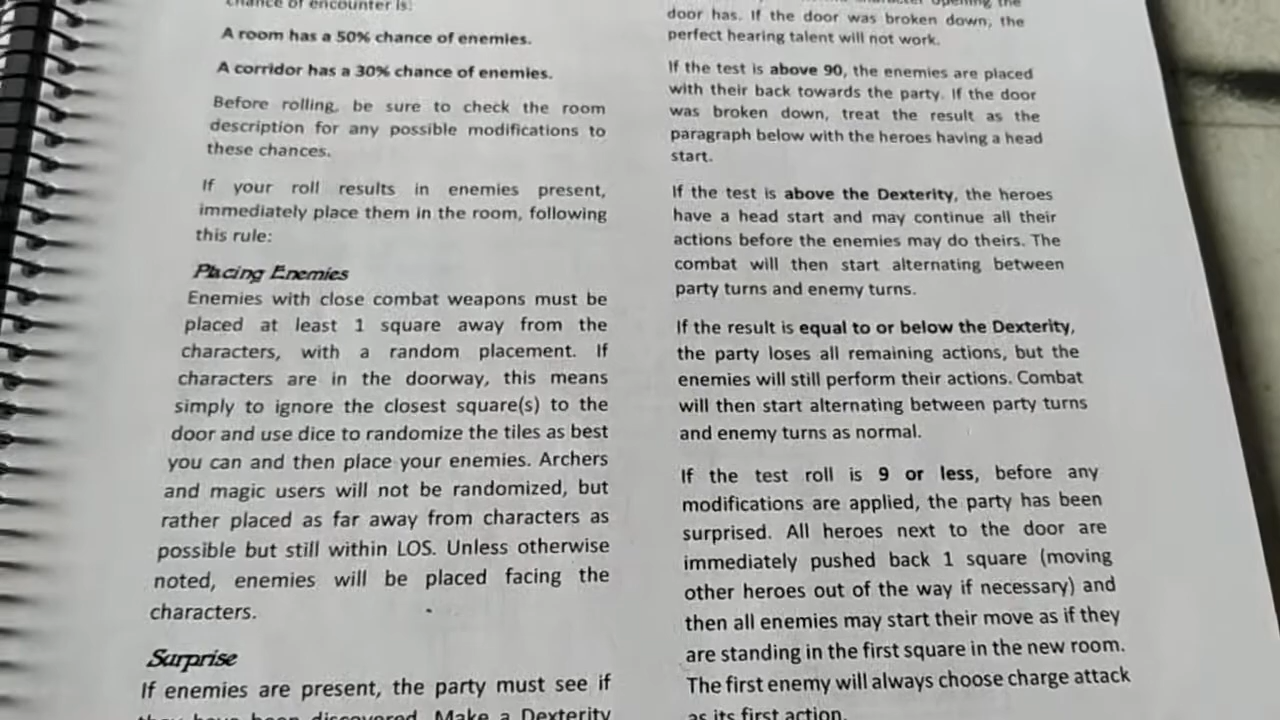 chance of encounter is:
A room has a 50% chance of enemies.
A corridor has a 30% chance of enemies.
Before rolling, be sure to check the room
description for any possible modifications to
these chances.
If your roll results in enemies present,
immediately place them in the room, following
this rule:
Placing Enemies
Enemies with close combat weapons must be
placed at least 1 square away from the
characters, with a random placement. If
characters are in the doorway, this means
simply to ignore the closest square(s) to the
door and use dice to randomize the tiles as best
you can and then place your enemies. Archers
and magic users will not be randomized, but
rather placed as far away from characters as
possible but still within LOS. Unless otherwise
noted, enemies will be placed facing the
characters.
Surprise
If enemies are present, the party must see if
they have been discovered. Make a Dexterity
opening the
door has. If the door was broken down, the
perfect hearing talent will not work.
If the test is above 90, the enemies are placed
with their back towards the party. If the door
was broken down, treat the result as the
paragraph below with the heroes having a head
start.
If the test is above the Dexterity, the heroes
have a head start and may continue all their
actions before the enemies may do theirs. The
combat will then start alternating between
party turns and enemy turns.
If the result is equal to or below the Dexterity,
the party loses all remaining actions, but the
enemies will still perform their actions. Combat
will then start alternating between party turns
and enemy turns as normal.
If the test roll is 9 or less, before any
modifications are applied, the party has been
surprised. All heroes next to the door are
immediately pushed back 1 square (moving
other heroes out of the way if necessary) and
then all enemies may start their move as if they
are standing in the first square in the new room.
The first enemy will always choose charge attack
as its first action.